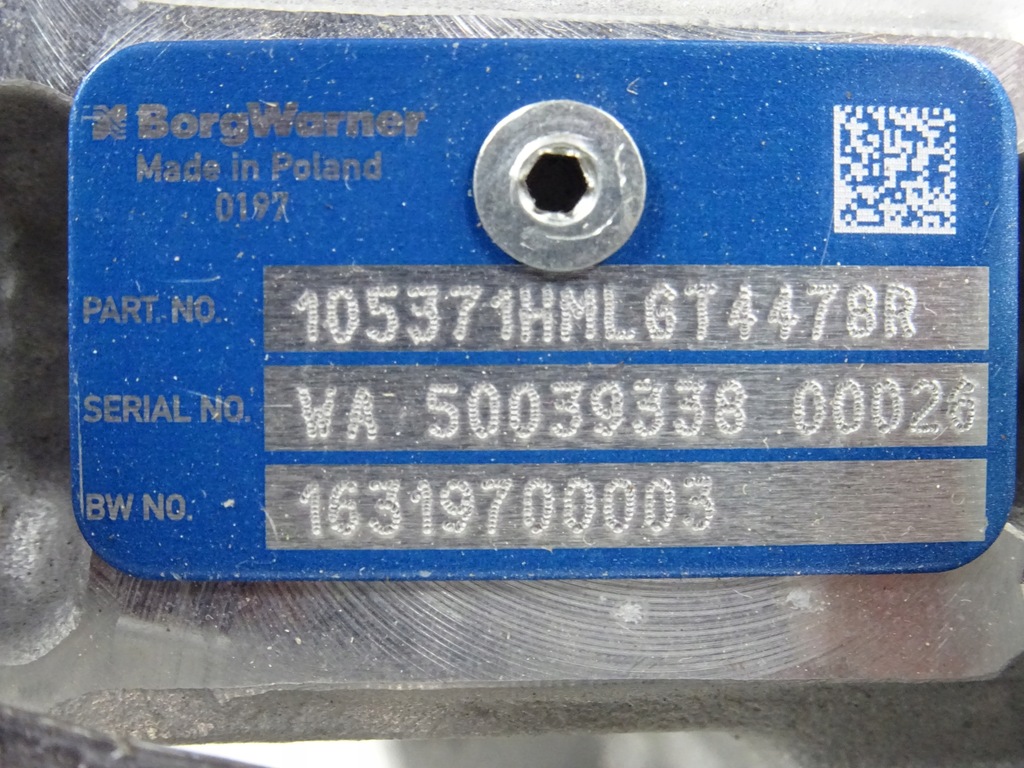 BorgWarner
Made in Poland
0197
PART. NO.: 105371HMLGT4478R
SERIAL NO. WA 50039338 00026
BW NO. 16319700003